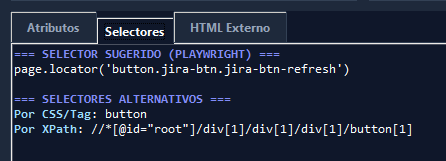 Atributos
Selectores
HTML Externo
=== SELECTOR SUGERIDO (PLAYWRIGHT) ===
page.locator('button.jira-btn.jira-btn-refresh')
=== SELECTORES ALTERNATIVOS ===
Por CSS/Tag: button
Por XPath: //*[@id="root"]/div[1]/div[1]/div[1]/button[1]